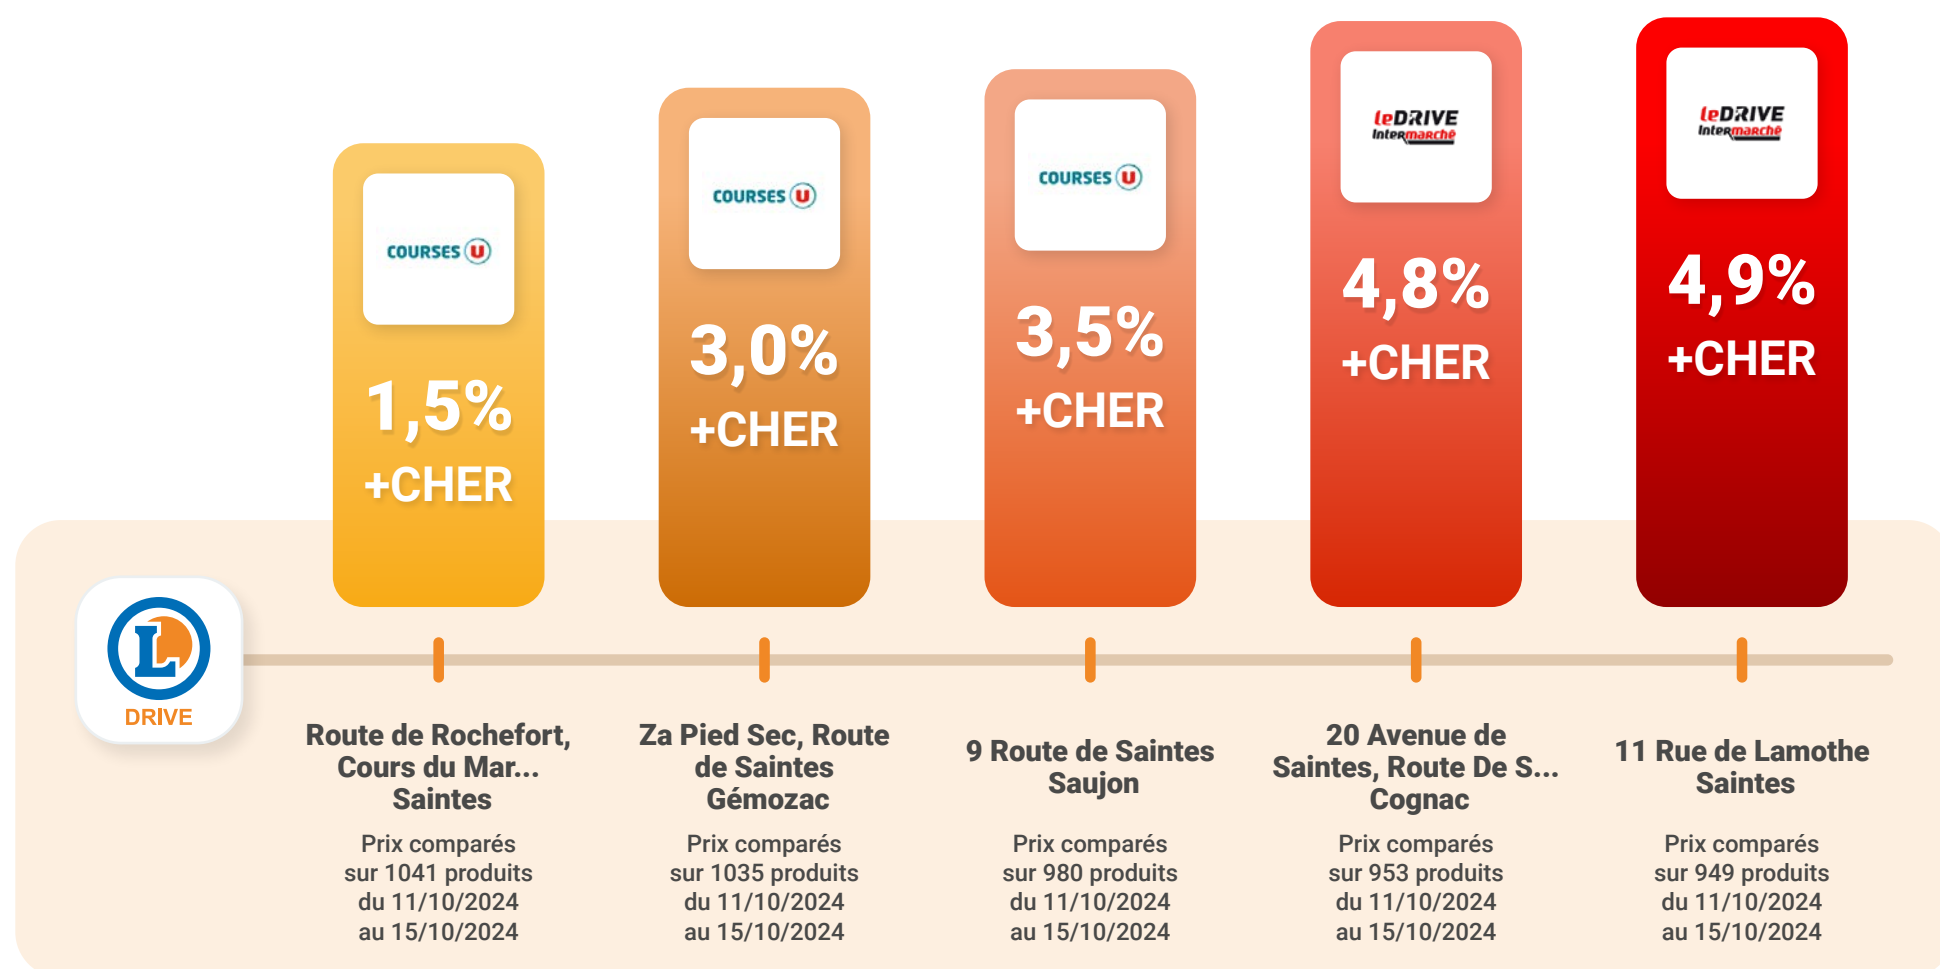 COURSES U
1,5%
+CHER
COURSES U
3,0%
+CHER
COURSES U
3,5%
+CHER
leDRIVE
Intermarché
4,8%
+CHER
leDRIVE
Intermarché
4,9%
+CHER
L
DRIVE
Route de Rochefort,
Cours du Mar...
Saintes
Prix comparés
sur 1041 produits
du 11/10/2024
au 15/10/2024
Za Pied Sec, Route
de Saintes
Gémozac
Prix comparés
sur 1035 produits
du 11/10/2024
au 15/10/2024
9 Route de Saintes
Saujon
Prix comparés
sur 980 produits
du 11/10/2024
au 15/10/2024
20 Avenue de
Saintes, Route De S...
Cognac
Prix comparés
sur 953 produits
du 11/10/2024
au 15/10/2024
11 Rue de Lamothe
Saintes
Prix comparés
sur 949 produits
du 11/10/2024
au 15/10/2024